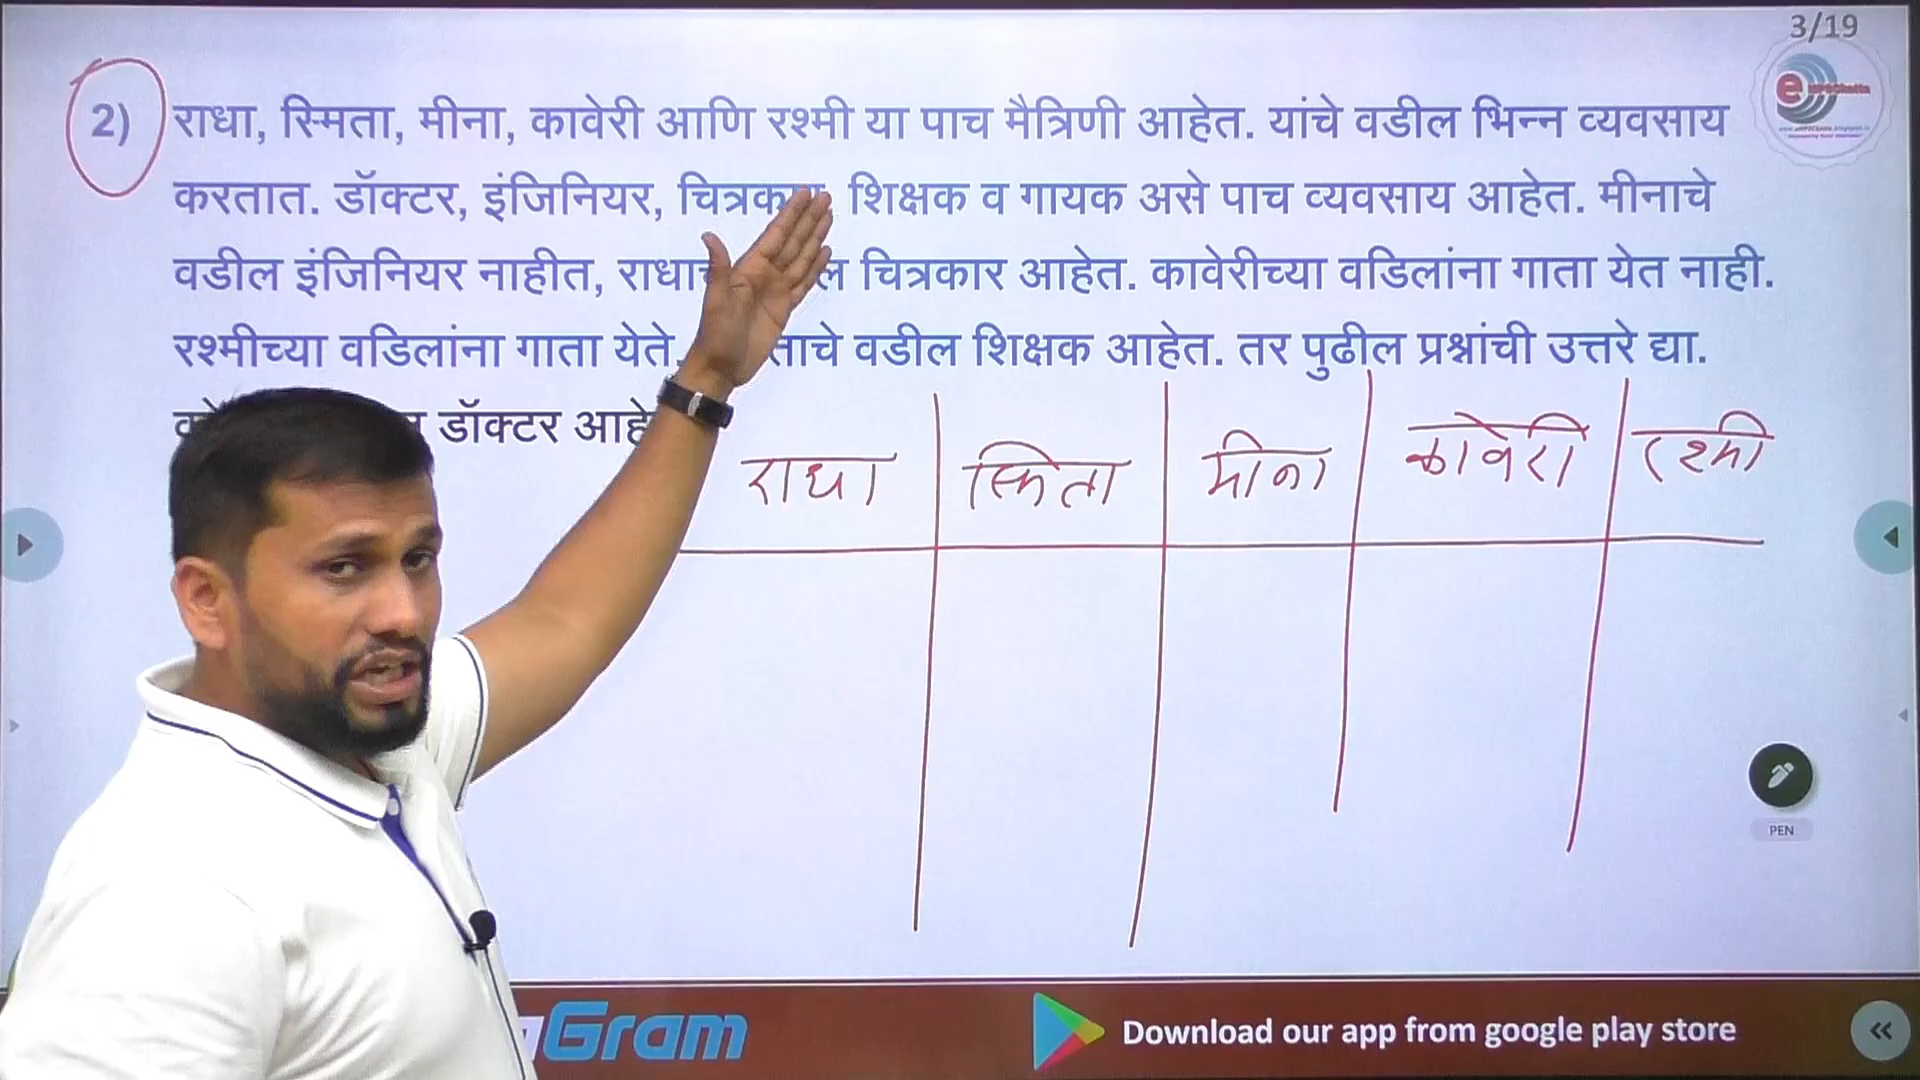 3/19
2) राधा, स्मिता, मीना, कावेरी आणि रश्मी या पाच मैत्रिणी आहेत. यांचे वडील भिन्न व्यवसाय
करतात. डॉक्टर, इंजिनियर, शिक्षक व गायक असे पाच व्यवसाय आहेत. मीनाचे
वडील इंजिनियर नाहीत, चित्रकार आहेत. कावेरीच्या वडिलांना गाता येत नाही.
रश्मीच्या वडिलांना गाता येते. वडील शिक्षक आहेत. तर पुढील प्रश्नांची उत्तरे द्या.
डॉक्टर
राधा स्मिता मीना कावेरी रश्मी
PEN
Gram Download our app from google play store